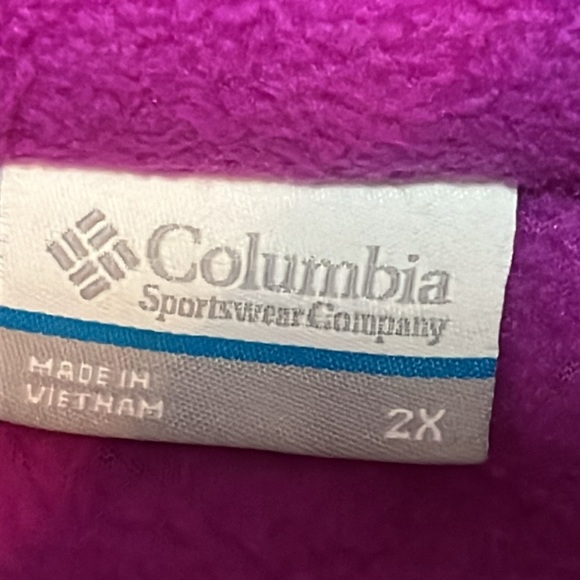 Columbia
Sportswear Company
MADE IN
VIETNAM
2X